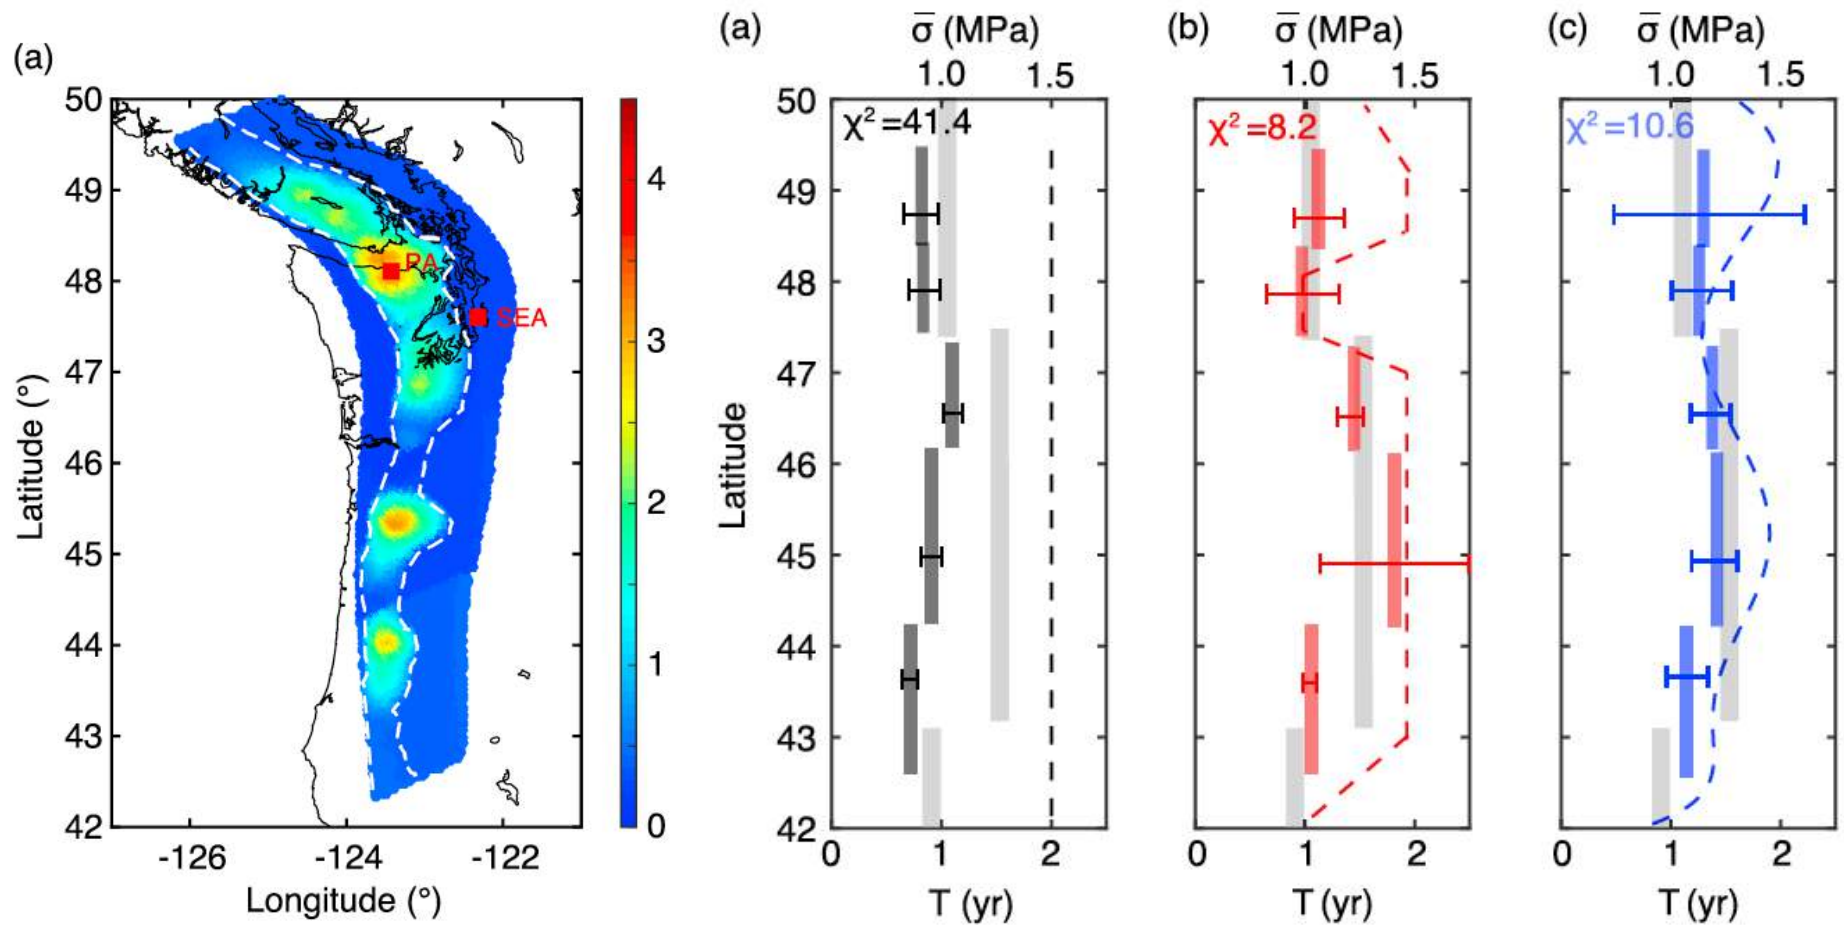 (a)
50
49
48
47
46
45
44
43
42
Latitude (°)
-126
-124
-122
Longitude (°)
PA
SEA
4
3
2
1
0
(a)
σ̅ (MPa)
1.0
1.5
χ² =41.4
50
49
48
47
46
45
44
43
42
Latitude
0
1
2
T (yr)
(b)
σ̅ (MPa)
1.0
1.5
χ² =8.2
0
1
2
T (yr)
(c)
σ̅ (MPa)
1.0
1.5
χ² =10.6
0
1
2
T (yr)